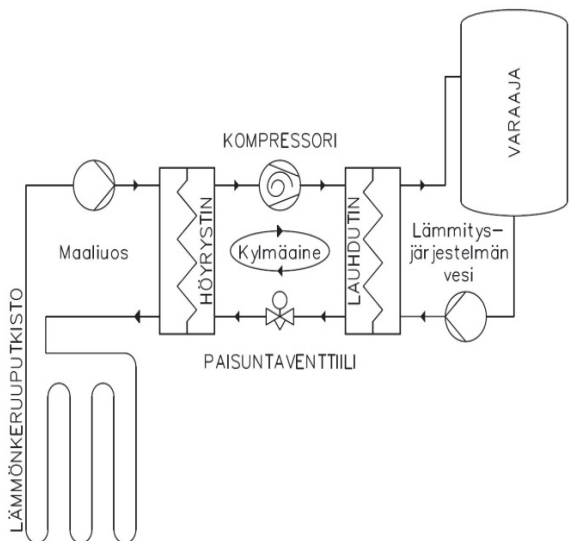 VARAAJA
KOMPRESSORI
Maaliuos
HÖYRYSTIN
Kylmäaine
LAUHDUTIN
Lämmitys-
järjestelmän
vesi
PAISUNTAVENTTIILI
LÄMMÖNKERUUPUTKISTO